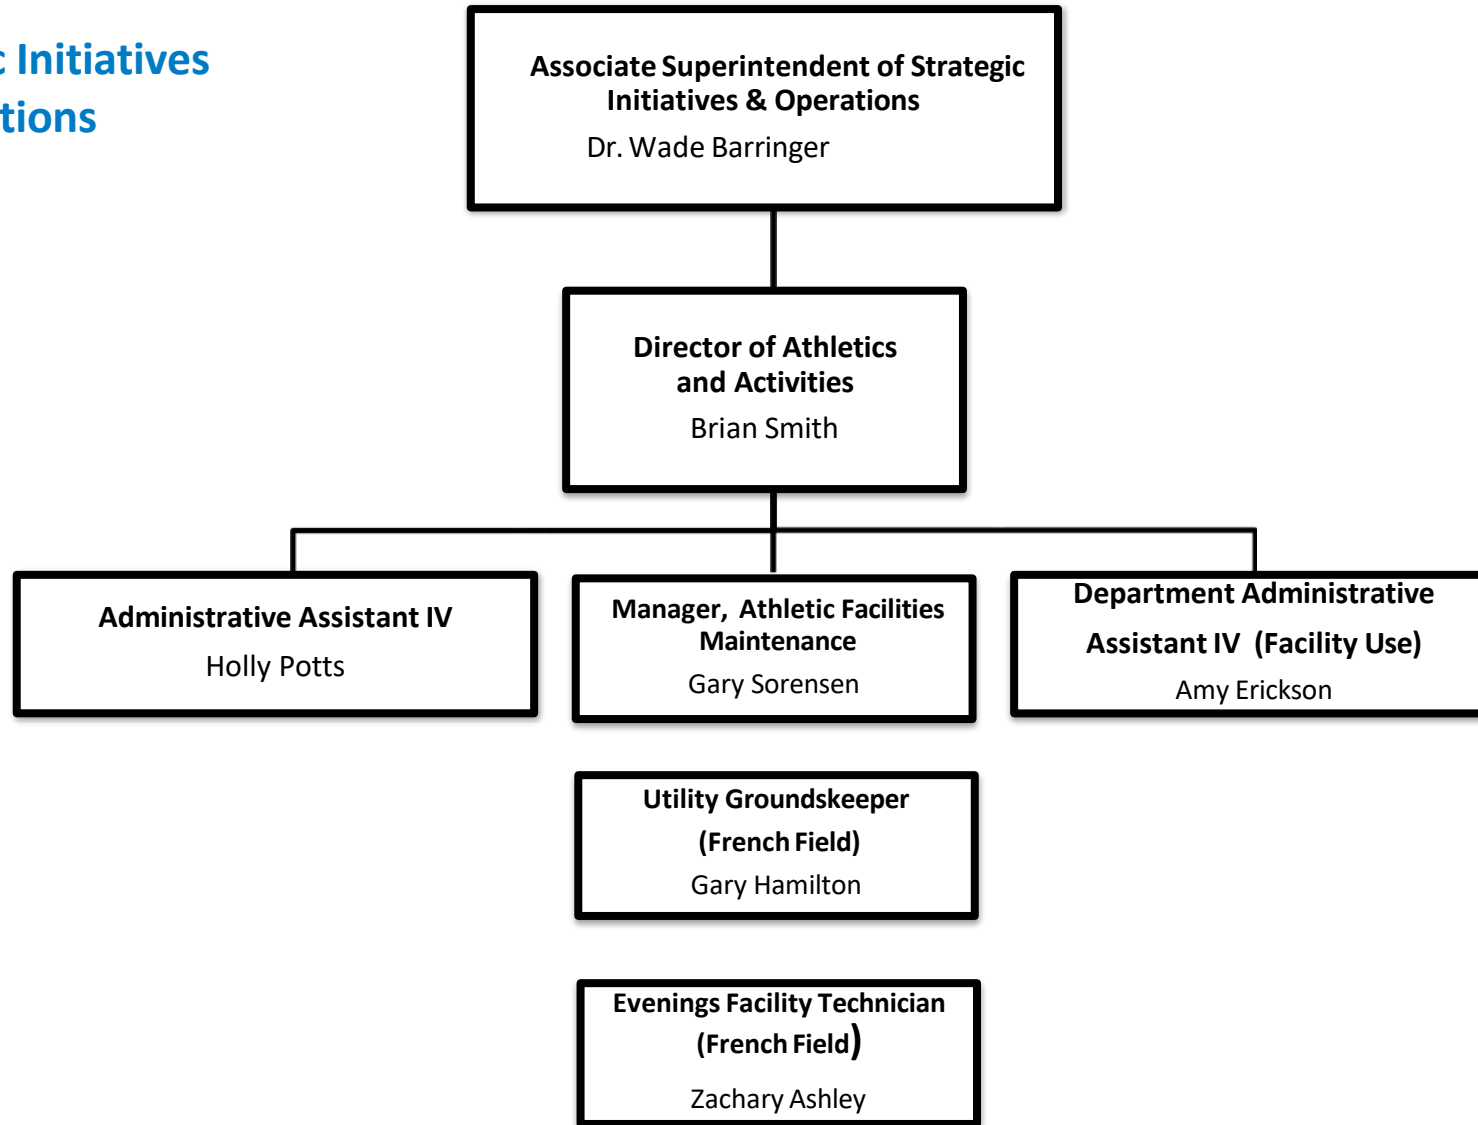 c Initiatives
tions
Associate Superintendent of Strategic
Initiatives & Operations
Dr. Wade Barringer
Director of Athletics
and Activities
Brian Smith
Administrative Assistant IV
Holly Potts
Manager, Athletic Facilities
Maintenance
Gary Sorensen
Department Administrative
Assistant IV (Facility Use)
Amy Erickson
Utility Groundskeeper
(French Field)
Gary Hamilton
Evenings Facility Technician
(French Field)
Zachary Ashley